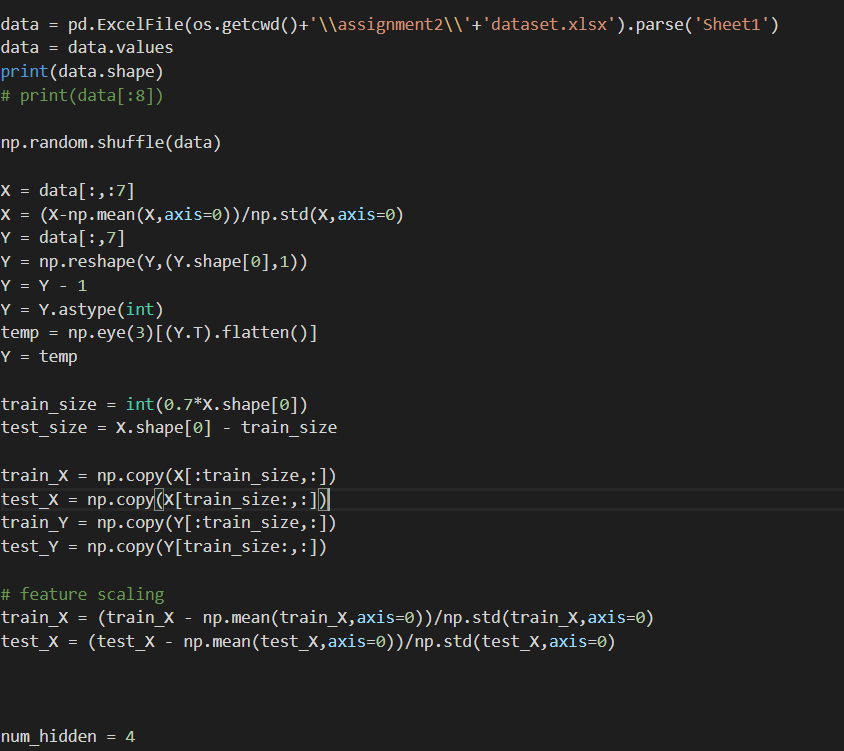 data = pd.ExcelFile(os.getcwd()+'\\assignment2\\'+'dataset.xlsx').parse('Sheet1')
data = data.values
print(data.shape)
# print(data[:8])
np.random.shuffle(data)
X = data[:,:7]
X = (X-np.mean(X,axis=0))/np.std(X,axis=0)
Y = data[:,7]
Y = np.reshape(Y,(Y.shape[0],1))
Y = Y - 1
Y = Y.astype(int)
temp = np.eye(3)[(Y.T).flatten()]
Y = temp
train_size = int(0.7*X.shape[0])
test_size = X.shape[0] - train_size
train_X = np.copy(X[:train_size,:])
test_X = np.copy(X[train_size:,:])
train_Y = np.copy(Y[:train_size,:])
test_Y = np.copy(Y[train_size:,:])
# feature scaling
train_X = (train_X - np.mean(train_X,axis=0))/np.std(train_X,axis=0)
test_X = (test_X - np.mean(test_X,axis=0))/np.std(test_X,axis=0)
num_hidden = 4